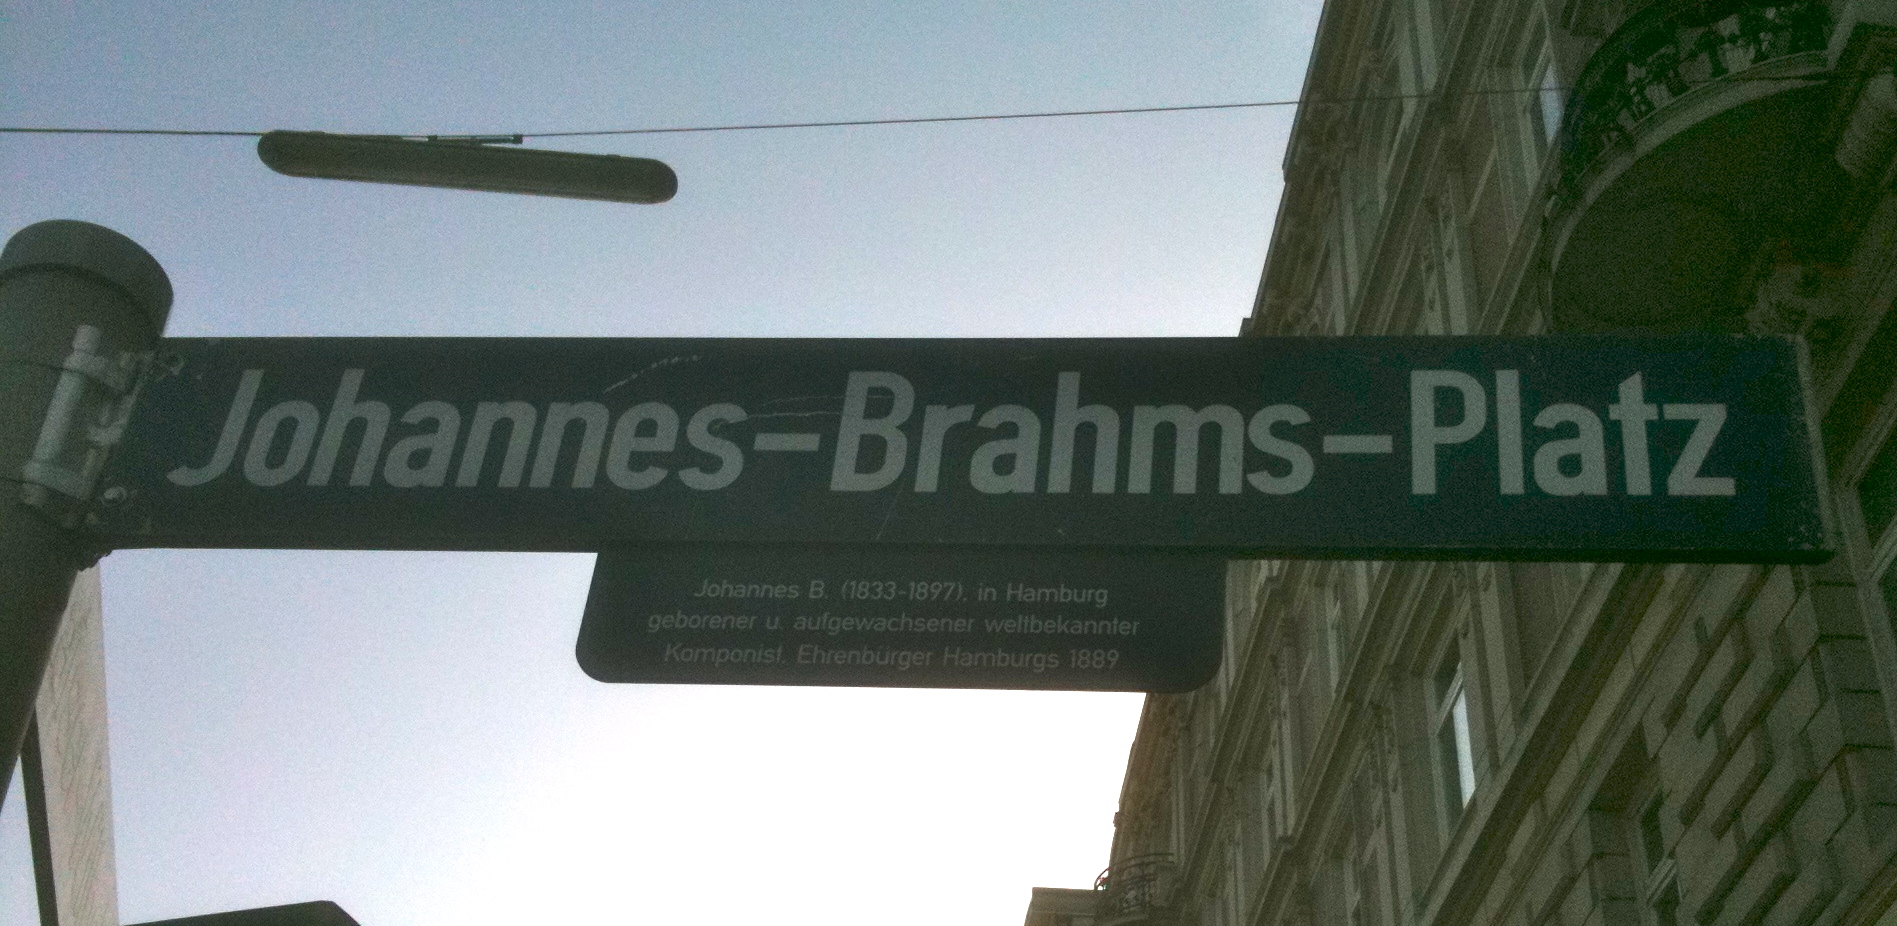 Johannes-Brahms-Platz
Johannes B. (1833-1897), in Hamburg
geborener u. aufgewachsener weltbekannter
Komponist, Ehrenbürger Hamburgs 1889